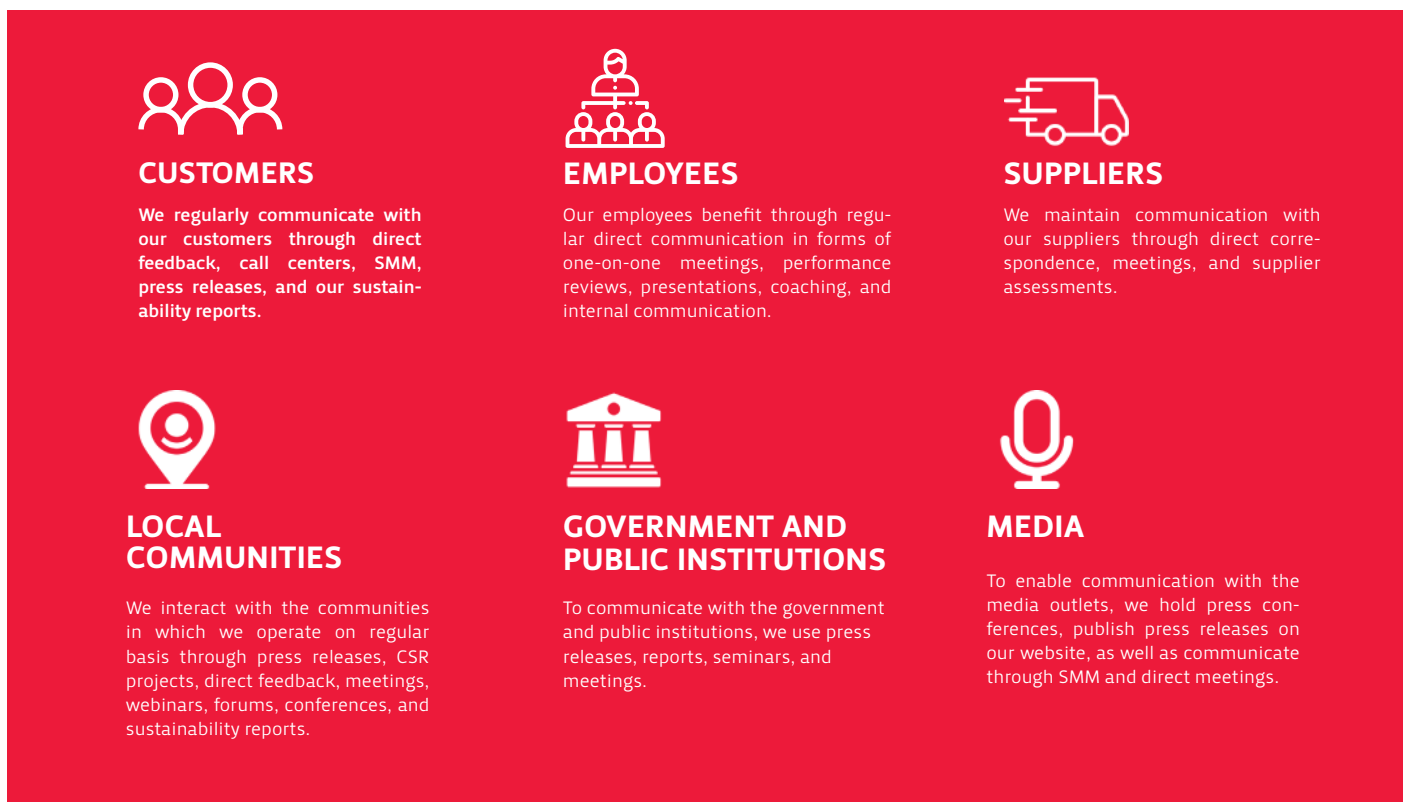 CUSTOMERS
We regularly communicate with
our customers through direct
feedback, call centers, SMM,
press releases, and our sustain-
ability reports.
EMPLOYEES
Our employees benefit through regu-
lar direct communication in forms of
one-on-one meetings, performance
reviews, presentations, coaching, and
internal communication.
SUPPLIERS
We maintain communication with
our suppliers through direct corre-
spondence, meetings, and supplier
assessments.
LOCAL
COMMUNITIES
We interact with the communities
in which we operate on regular
basis through press releases, CSR
projects, direct feedback, meetings,
webinars, forums, conferences, and
sustainability reports.
GOVERNMENT AND
PUBLIC INSTITUTIONS
To communicate with the government
and public institutions, we use press
releases, reports, seminars, and
meetings.
MEDIA
To enable communication with the
media outlets, we hold press con-
ferences, publish press releases on
our website, as well as communicate
through SMM and direct meetings.